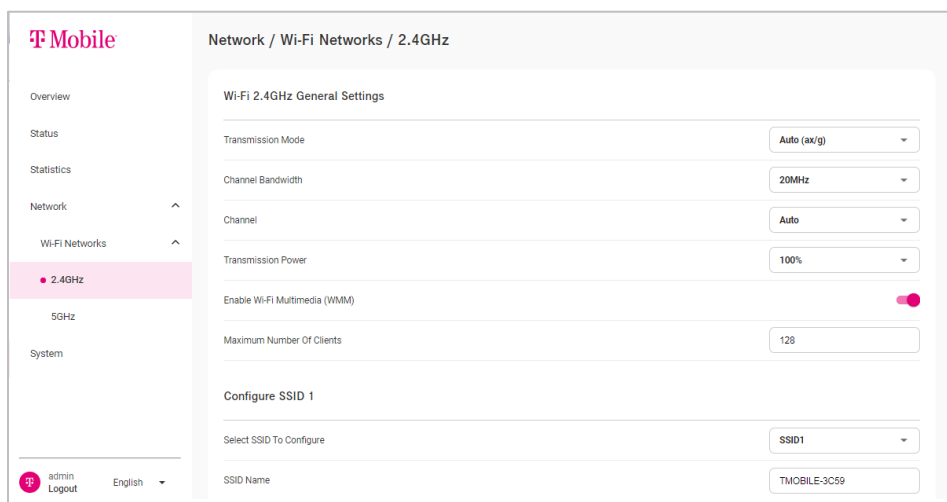 T Mobile
Network / Wi-Fi Networks / 2.4GHz
Overview
Status
Statistics
Network
Wi-Fi Networks
2.4GHz
5GHz
System
T
admin
Logout
English
Wi-Fi 2.4GHz General Settings
Transmission Mode Auto (ax/g)
Channel Bandwidth 20MHz
Channel Auto
Transmission Power 100%
Enable Wi-Fi Multimedia (WMM)
Maximum Number Of Clients 128
Configure SSID 1
Select SSID To Configure SSID1
SSID Name TMOBILE-3C59